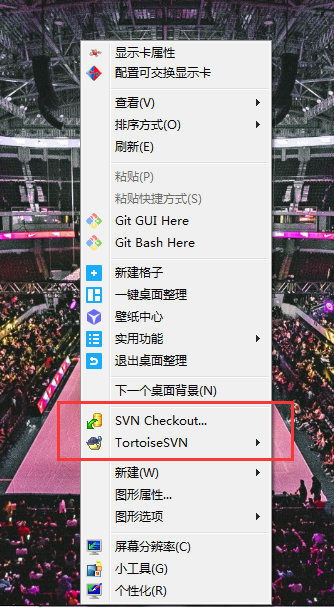 显示卡属性
配置可交换显示卡
查看(V)
排序方式(O)
刷新(E)
粘贴(P)
粘贴快捷方式(S)
Git GUI Here
Git Bash Here
新建格子
一键桌面整理
壁纸中心
实用功能
退出桌面整理
下一个桌面背景(N)
SVN Checkout...
TortoiseSVN
新建(W)
图形属性...
图形选项
屏幕分辨率(C)
小工具(G)
个性化(R)